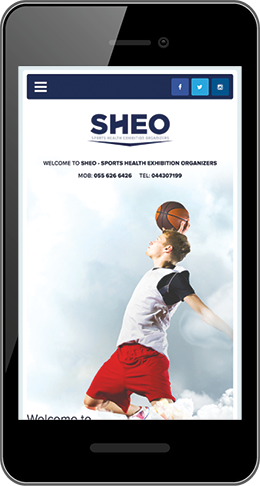 SHEO
SPORTS HEALTH EXHIBITION ORGANIZERS
WELCOME TO SHEO - SPORTS HEALTH EXHIBITION ORGANIZERS
MOB: 055 626 6426 TEL: 044307199
Welcome to